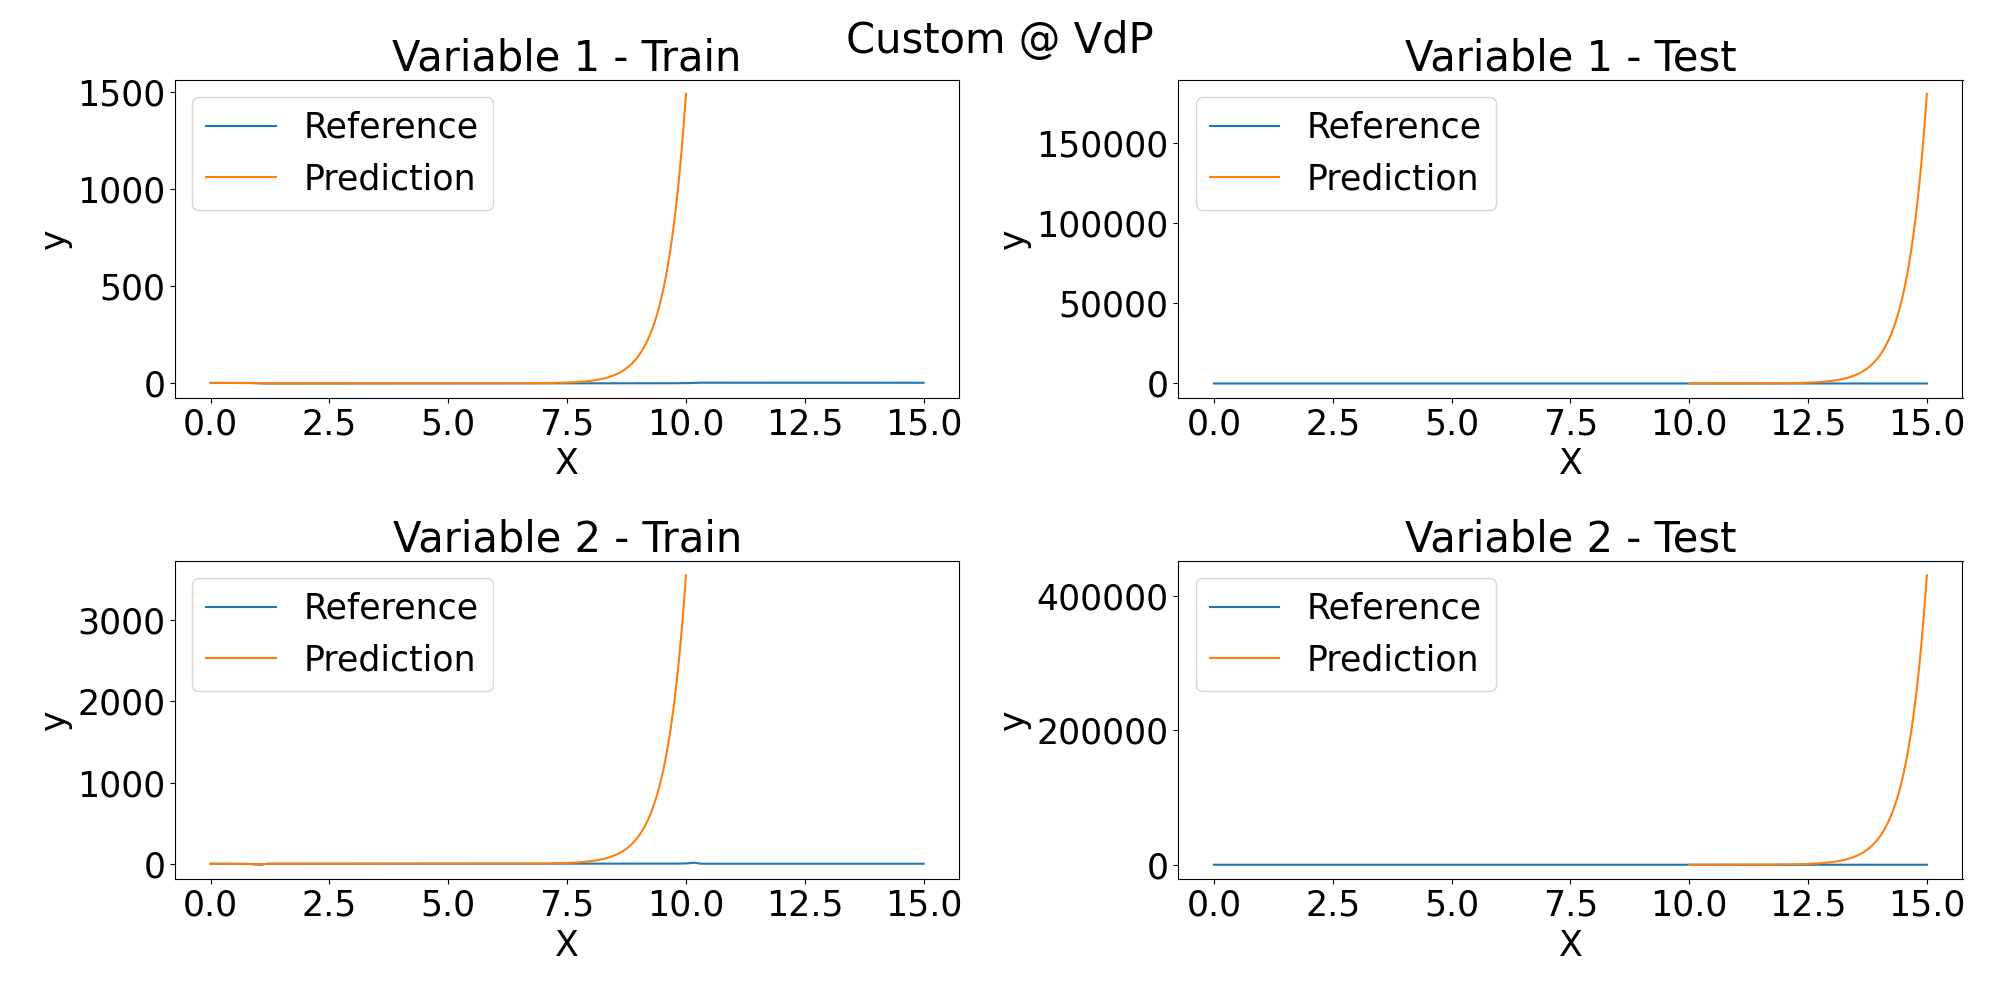 Custom @ VdP
Variable 1 - Train
1500
1000
500
0
y
Reference
Prediction
0.0 2.5 5.0 7.5 10.0 12.5 15.0
X
Variable 1 - Test
150000
100000
50000
0
y
Reference
Prediction
0.0 2.5 5.0 7.5 10.0 12.5 15.0
X
Variable 2 - Train
3000
2000
1000
0
y
Reference
Prediction
0.0 2.5 5.0 7.5 10.0 12.5 15.0
X
Variable 2 - Test
400000
200000
0
y
Reference
Prediction
0.0 2.5 5.0 7.5 10.0 12.5 15.0
X